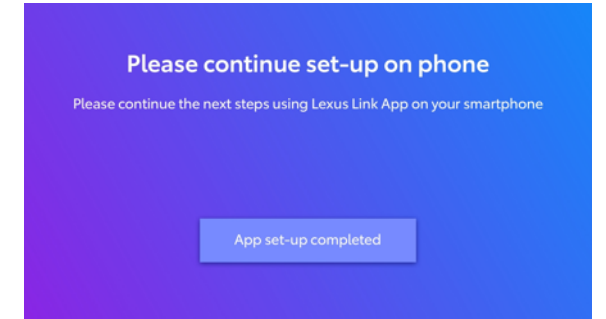 Please continue set-up on phone
Please continue the next steps using Lexus Link App on your smartphone
App set-up completed